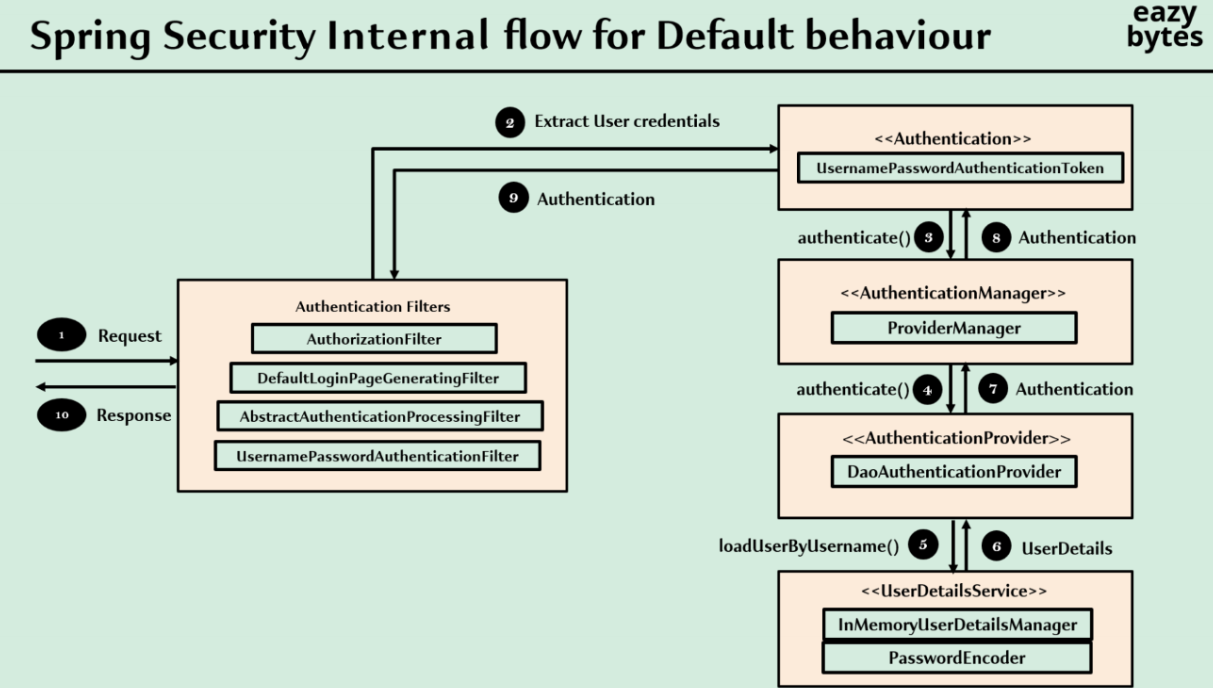 Spring Security Internal flow for Default behaviour
eazy
bytes
2 Extract User credentials
9 Authentication
<<Authentication>>
UsernamePasswordAuthenticationToken
authenticate() 3
8 Authentication
<<AuthenticationManager>>
ProviderManager
authenticate() 4
7 Authentication
<<AuthenticationProvider>>
DaoAuthenticationProvider
loadUserByUsername() 5
6 UserDetails
<<UserDetailsService>>
InMemoryUserDetailsManager
PasswordEncoder
1 Request
10 Response
Authentication Filters
AuthorizationFilter
DefaultLoginPageGeneratingFilter
AbstractAuthenticationProcessingFilter
UsernamePasswordAuthenticationFilter